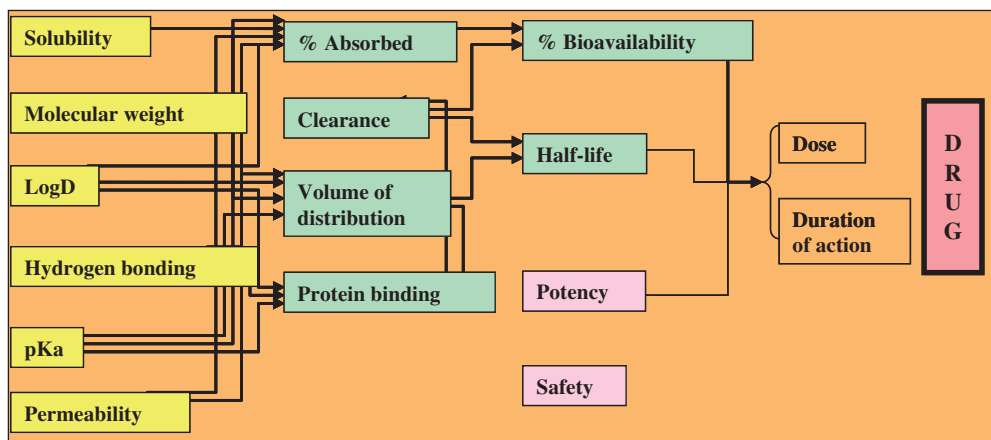 Solubility
Molecular weight
LogD
Hydrogen bonding
pKa
Permeability
% Absorbed
Clearance
Volume of
distribution
Protein binding
% Bioavailability
Half-life
Potency
Safety
Dose
Duration
of action
D
R
U
G